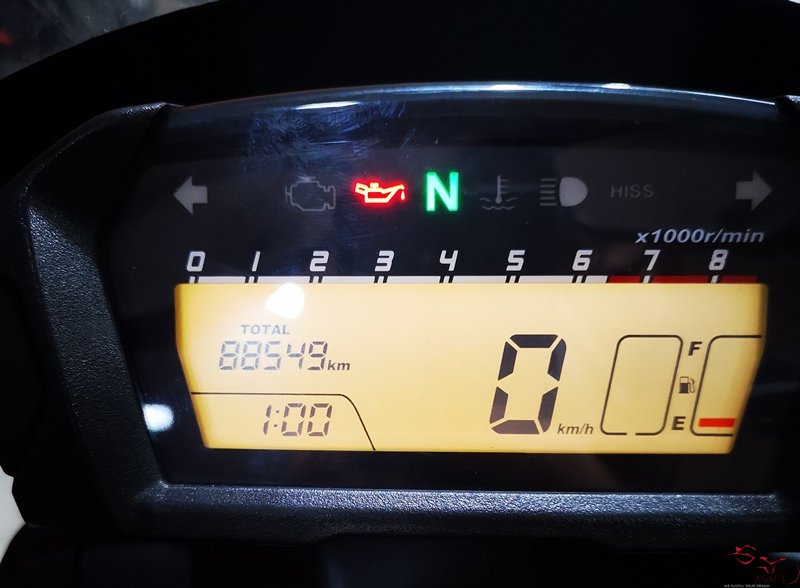 N
HISS
x1000r/min
0 1 2 3 4 5 6 7 8
TOTAL
88549km
1:00
0 km/h
F
E